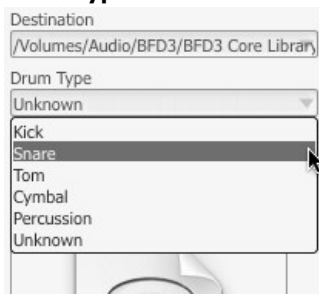 Destination
/Volumes/Audio/BFD3/BFD3 Core Library
Drum Type
Unknown
Kick
Snare
Tom
Cymbal
Percussion
Unknown